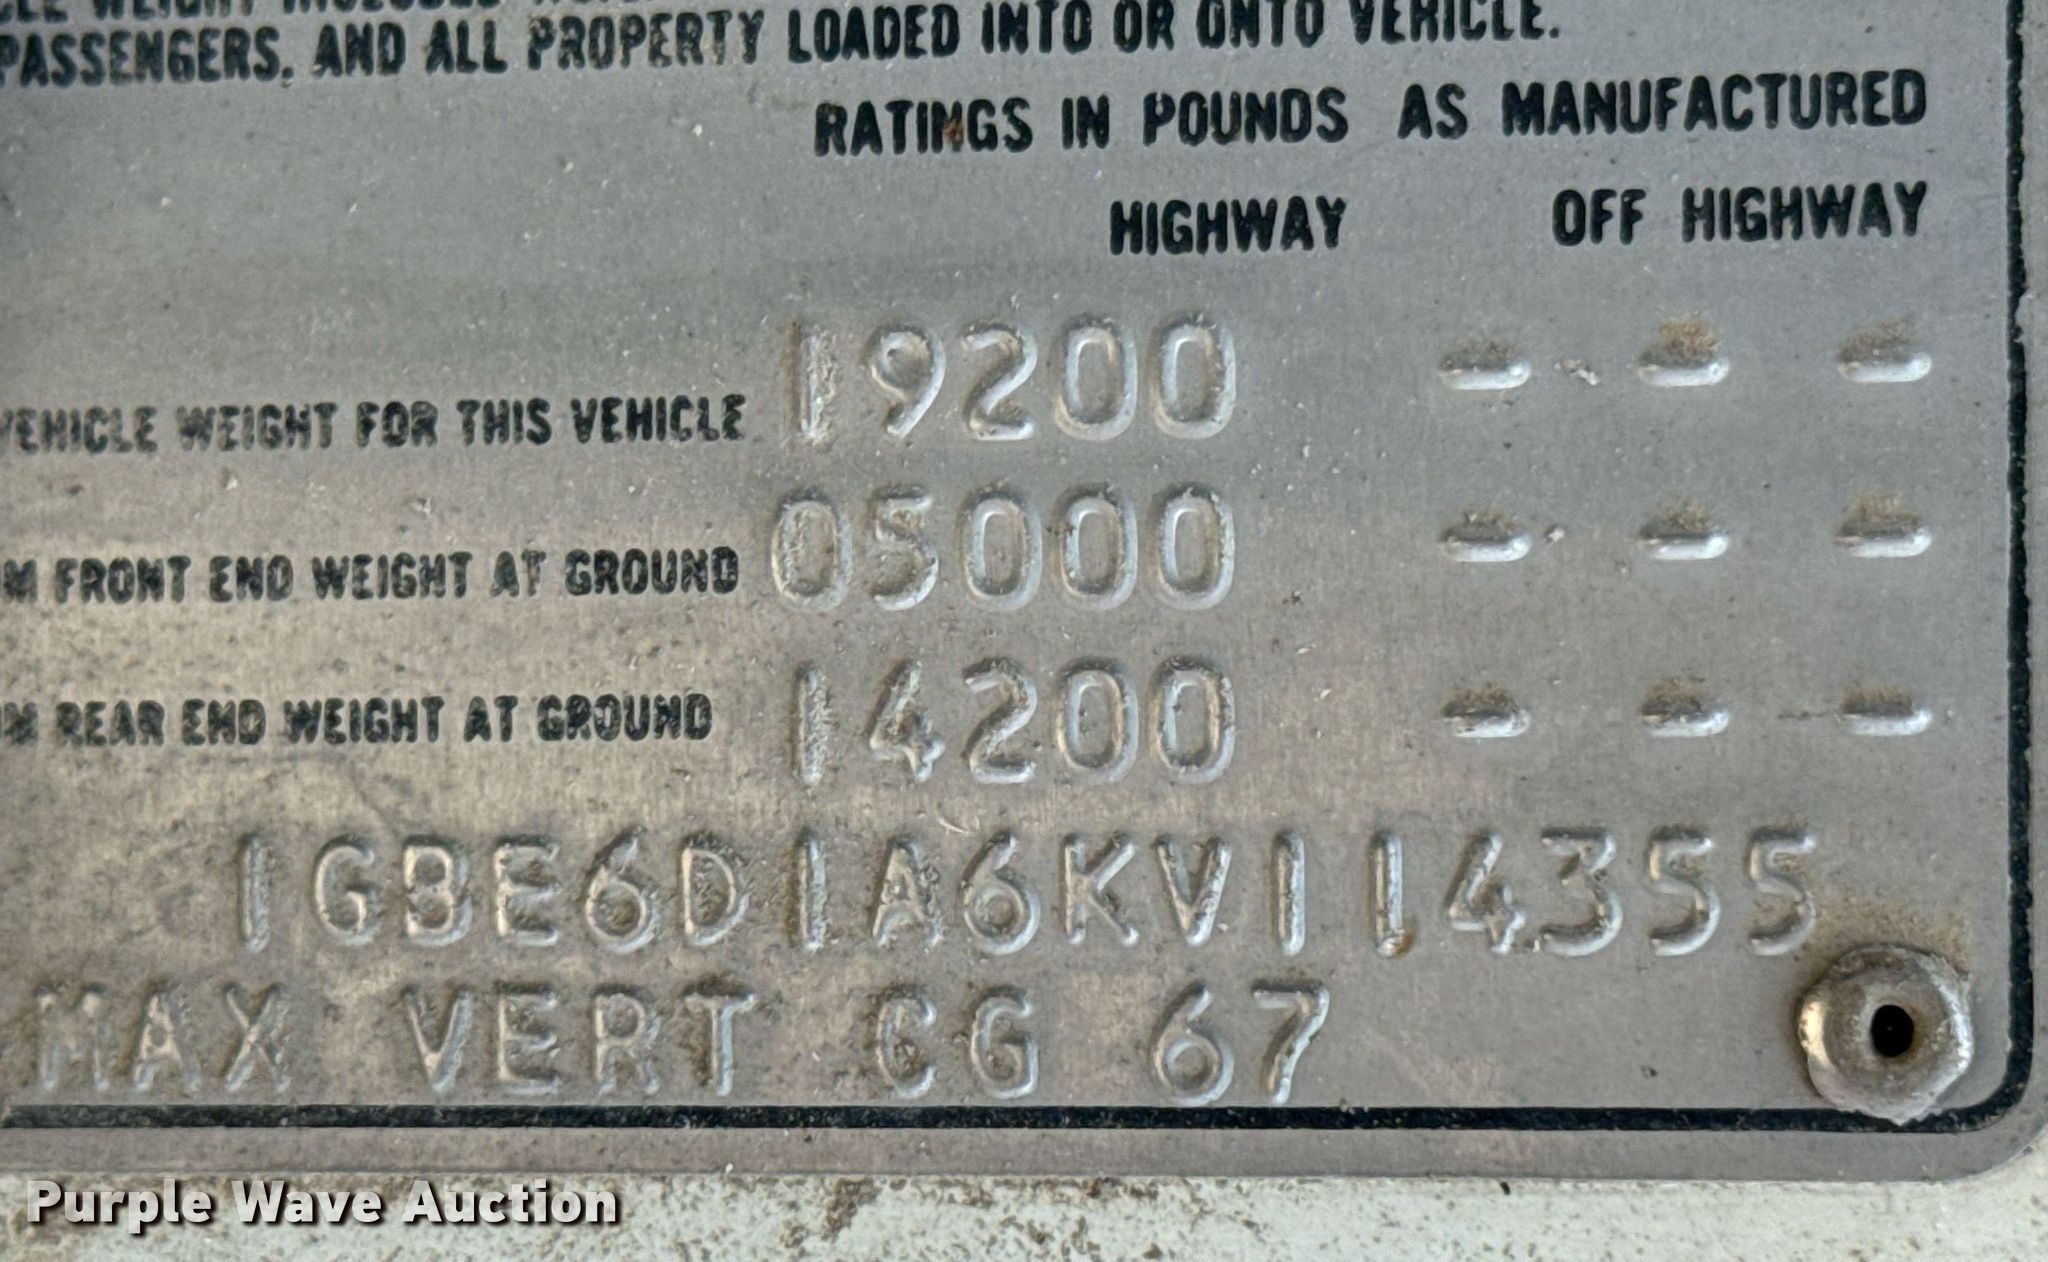 PASSENGERS, AND ALL PROPERTY LOADED INTO OR ONTO VEHICLE.
RATINGS IN POUNDS AS MANUFACTURED
HIGHWAY OFF HIGHWAY
VEHICLE WEIGHT FOR THIS VEHICLE 19200 - - -
FRONT END WEIGHT AT GROUND 05000 - - -
REAR END WEIGHT AT GROUND 14200 - - -
1GBE6D1A6KV114355
MAX VERT CG 67
Purple Wave Auction